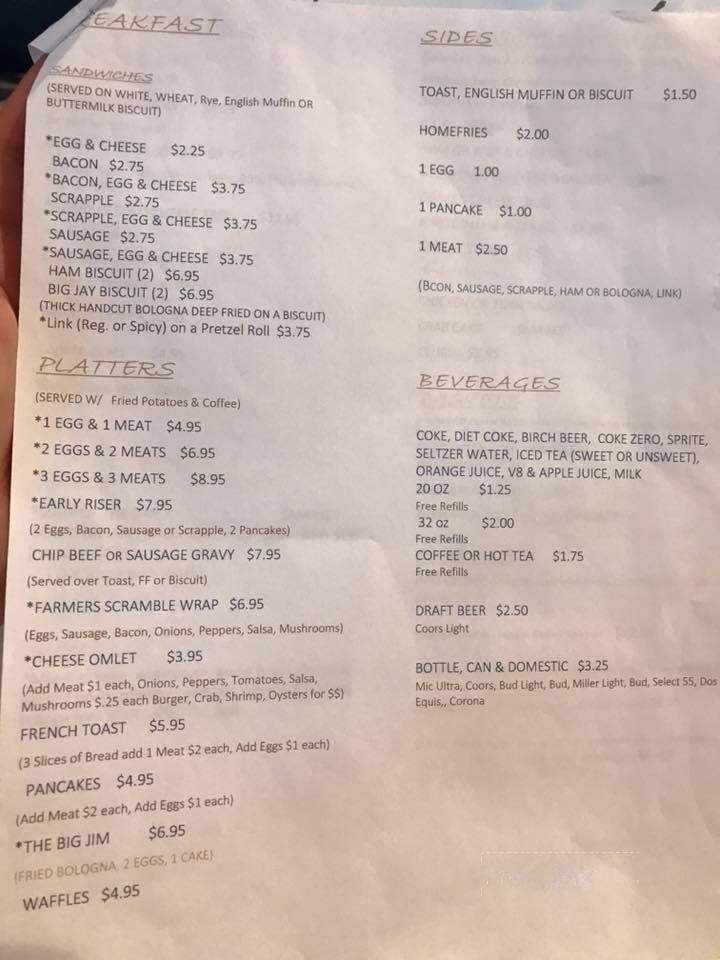 EAKFAST
SANDWICHES
(SERVED ON WHITE, WHEAT, Rye, English Muffin OR
BUTTERMILK BISCUIT)
*EGG & CHEESE $2.25
BACON $2.75
*BACON, EGG & CHEESE $3.75
SCRAPPLE $2.75
*SCRAPPLE, EGG & CHEESE $3.75
SAUSAGE $2.75
*SAUSAGE, EGG & CHEESE $3.75
HAM BISCUIT (2) $6.95
BIG JAY BISCUIT (2) $6.95
(THICK HANDCUT BOLOGNA DEEP FRIED ON A BISCUIT)
*Link (Reg. or Spicy) on a Pretzel Roll $3.75
PLATTERS
(SERVED W/ Fried Potatoes & Coffee)
*1 EGG & 1 MEAT $4.95
*2 EGGS & 2 MEATS $6.95
*3 EGGS & 3 MEATS $8.95
*EARLY RISER $7.95
(2 Eggs, Bacon, Sausage or Scrapple, 2 Pancakes)
CHIP BEEF OR SAUSAGE GRAVY $7.95
(Served over Toast, FF or Biscuit)
*FARMERS SCRAMBLE WRAP $6.95
(Eggs, Sausage, Bacon, Onions, Peppers, Salsa, Mushrooms)
*CHEESE OMLET $3.95
(Add Meat $1 each, Onions, Peppers, Tomatoes, Salsa,
Mushrooms $.25 each Burger, Crab, Shrimp, Oysters for $$)
FRENCH TOAST $5.95
(3 Slices of Bread add 1 Meat $2 each, Add Eggs $1 each)
PANCAKES $4.95
(Add Meat $2 each, Add Eggs $1 each)
*THE BIG JIM $6.95
(FRIED BOLOGNA, 2 EGGS, 1 CAKE)
WAFFLES $4.95
SIDES
TOAST, ENGLISH MUFFIN OR BISCUIT $1.50
HOMEFRIES $2.00
1 EGG 1.00
1 PANCAKE $1.00
1 MEAT $2.50
(BCON, SAUSAGE, SCRAPPLE, HAM OR BOLOGNA, LINK)
BEVERAGES
COKE, DIET COKE, BIRCH BEER, COKE ZERO, SPRITE,
SELTZER WATER, ICED TEA (SWEET OR UNSWEET),
ORANGE JUICE, V8 & APPLE JUICE, MILK
20 OZ $1.25
Free Refills
32 oz $2.00
Free Refills
COFFEE OR HOT TEA $1.75
Free Refills
DRAFT BEER $2.50
Coors Light
BOTTLE, CAN & DOMESTIC $3.25
Mic Ultra, Coors, Bud Light, Bud, Miller Light, Bud, Select 55, Dos
Equis,, Corona